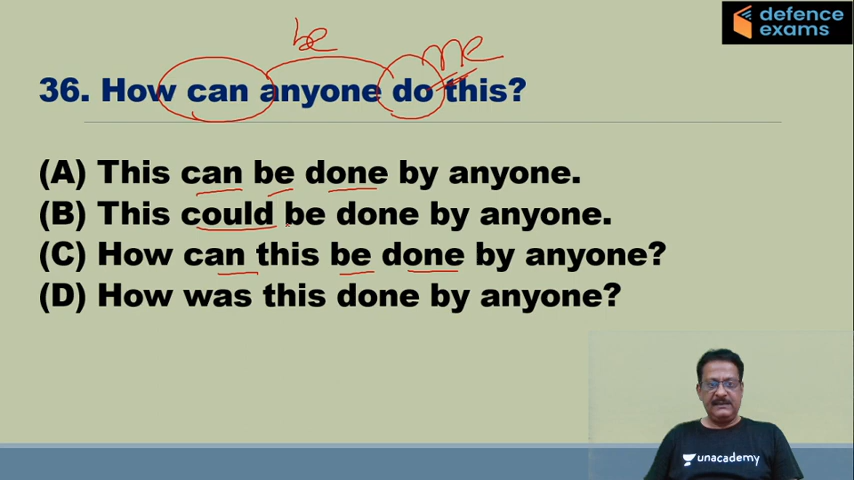 defence
exams
be
ne
36. How can anyone do this?
(A) This can be done by anyone.
(B) This could be done by anyone.
(C) How can this be done by anyone?
(D) How was this done by anyone?
unacademy